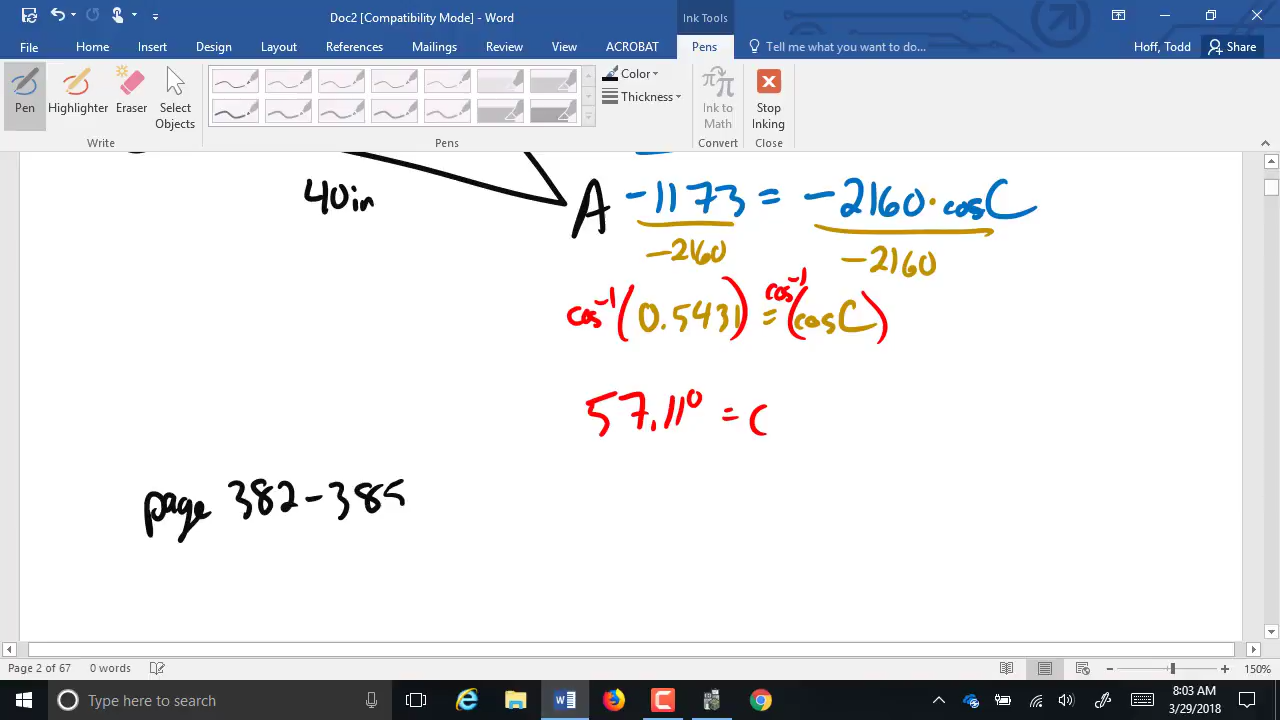 Doc2 [Compatibility Mode] - Word
Ink Tools
File Home Insert Design Layout References Mailings Review View ACROBAT Pens Tell me what you want to do... Hoff, Todd Share
Pen Highlighter Eraser Select Objects
Color
Thickness
Ink to Math
Stop Inking
Write Pens Convert Close
40in
A -1173 = -2160·cosC
-2160 -2160
cos⁻¹(0.5431) = cos⁻¹(cosC)
57.11° = C
page 382-385
Page 2 of 67 0 words 150%
Type here to search
8:03 AM
3/29/2018